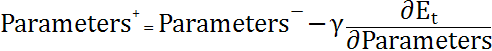 Parameters⁺ = Parameters⁻ − γ ∂Eₜ / ∂Parameters